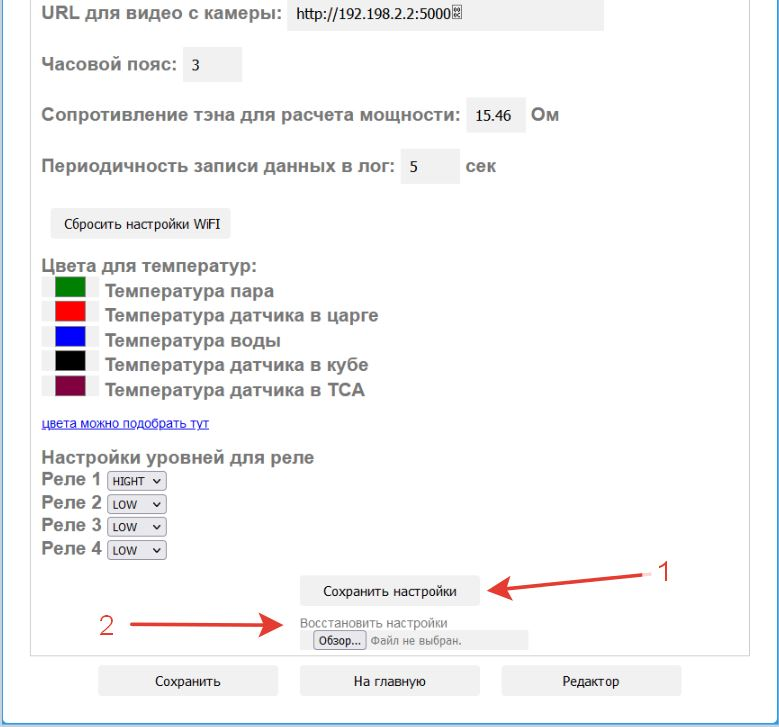 URL для видео с камеры: http://192.198.2.2:5000
Часовой пояс: 3
Сопротивление тэна для расчета мощности: 15.46 Ом
Периодичность записи данных в лог: 5 сек
Сбросить настройки WiFI
Цвета для температур:
Температура пара
Температура датчика в царге
Температура воды
Температура датчика в кубе
Температура датчика в ТСА
цвета можно подобрать тут
Настройки уровней для реле
Реле 1 HIGHT
Реле 2 LOW
Реле 3 LOW
Реле 4 LOW
Сохранить настройки 1
2 Восстановить настройки
Обзор... Файл не выбран.
Сохранить На главную Редактор